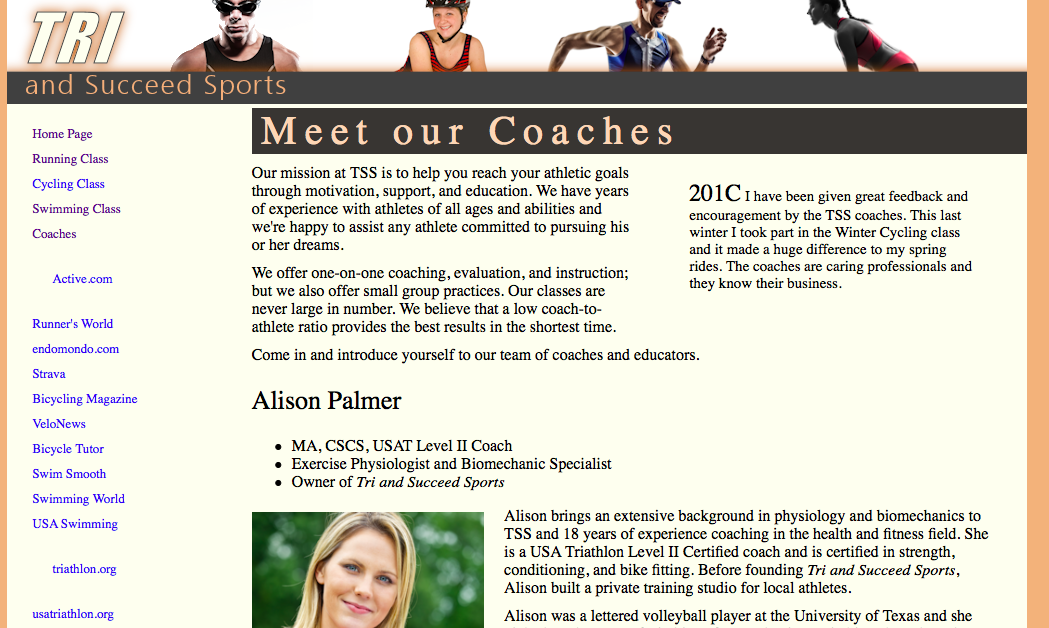 TRI
and Succeed Sports
Meet our Coaches
Home Page
Running Class
Cycling Class
Swimming Class
Coaches
Active.com
Runner's World
endomondo.com
Strava
Bicycling Magazine
VeloNews
Bicycle Tutor
Swim Smooth
Swimming World
USA Swimming
triathlon.org
usatriathlon.org
Our mission at TSS is to help you reach your athletic goals
through motivation, support, and education. We have years
of experience with athletes of all ages and abilities and
we're happy to assist any athlete committed to pursuing his
or her dreams.
We offer one-on-one coaching, evaluation, and instruction;
but we also offer small group practices. Our classes are
never large in number. We believe that a low coach-to-
athlete ratio provides the best results in the shortest time.
Come in and introduce yourself to our team of coaches and educators.
201C I have been given great feedback and
encouragement by the TSS coaches. This last
winter I took part in the Winter Cycling class
and it made a huge difference to my spring
rides. The coaches are caring professionals and
they know their business.
Alison Palmer
• MA, CSCS, USAT Level II Coach
• Exercise Physiologist and Biomechanic Specialist
• Owner of Tri and Succeed Sports
Alison brings an extensive background in physiology and biomechanics to
TSS and 18 years of experience coaching in the health and fitness field. She
is a USA Triathlon Level II Certified coach and is certified in strength,
conditioning, and bike fitting. Before founding Tri and Succeed Sports,
Alison built a private training studio for local athletes.
Alison was a lettered volleyball player at the University of Texas and she